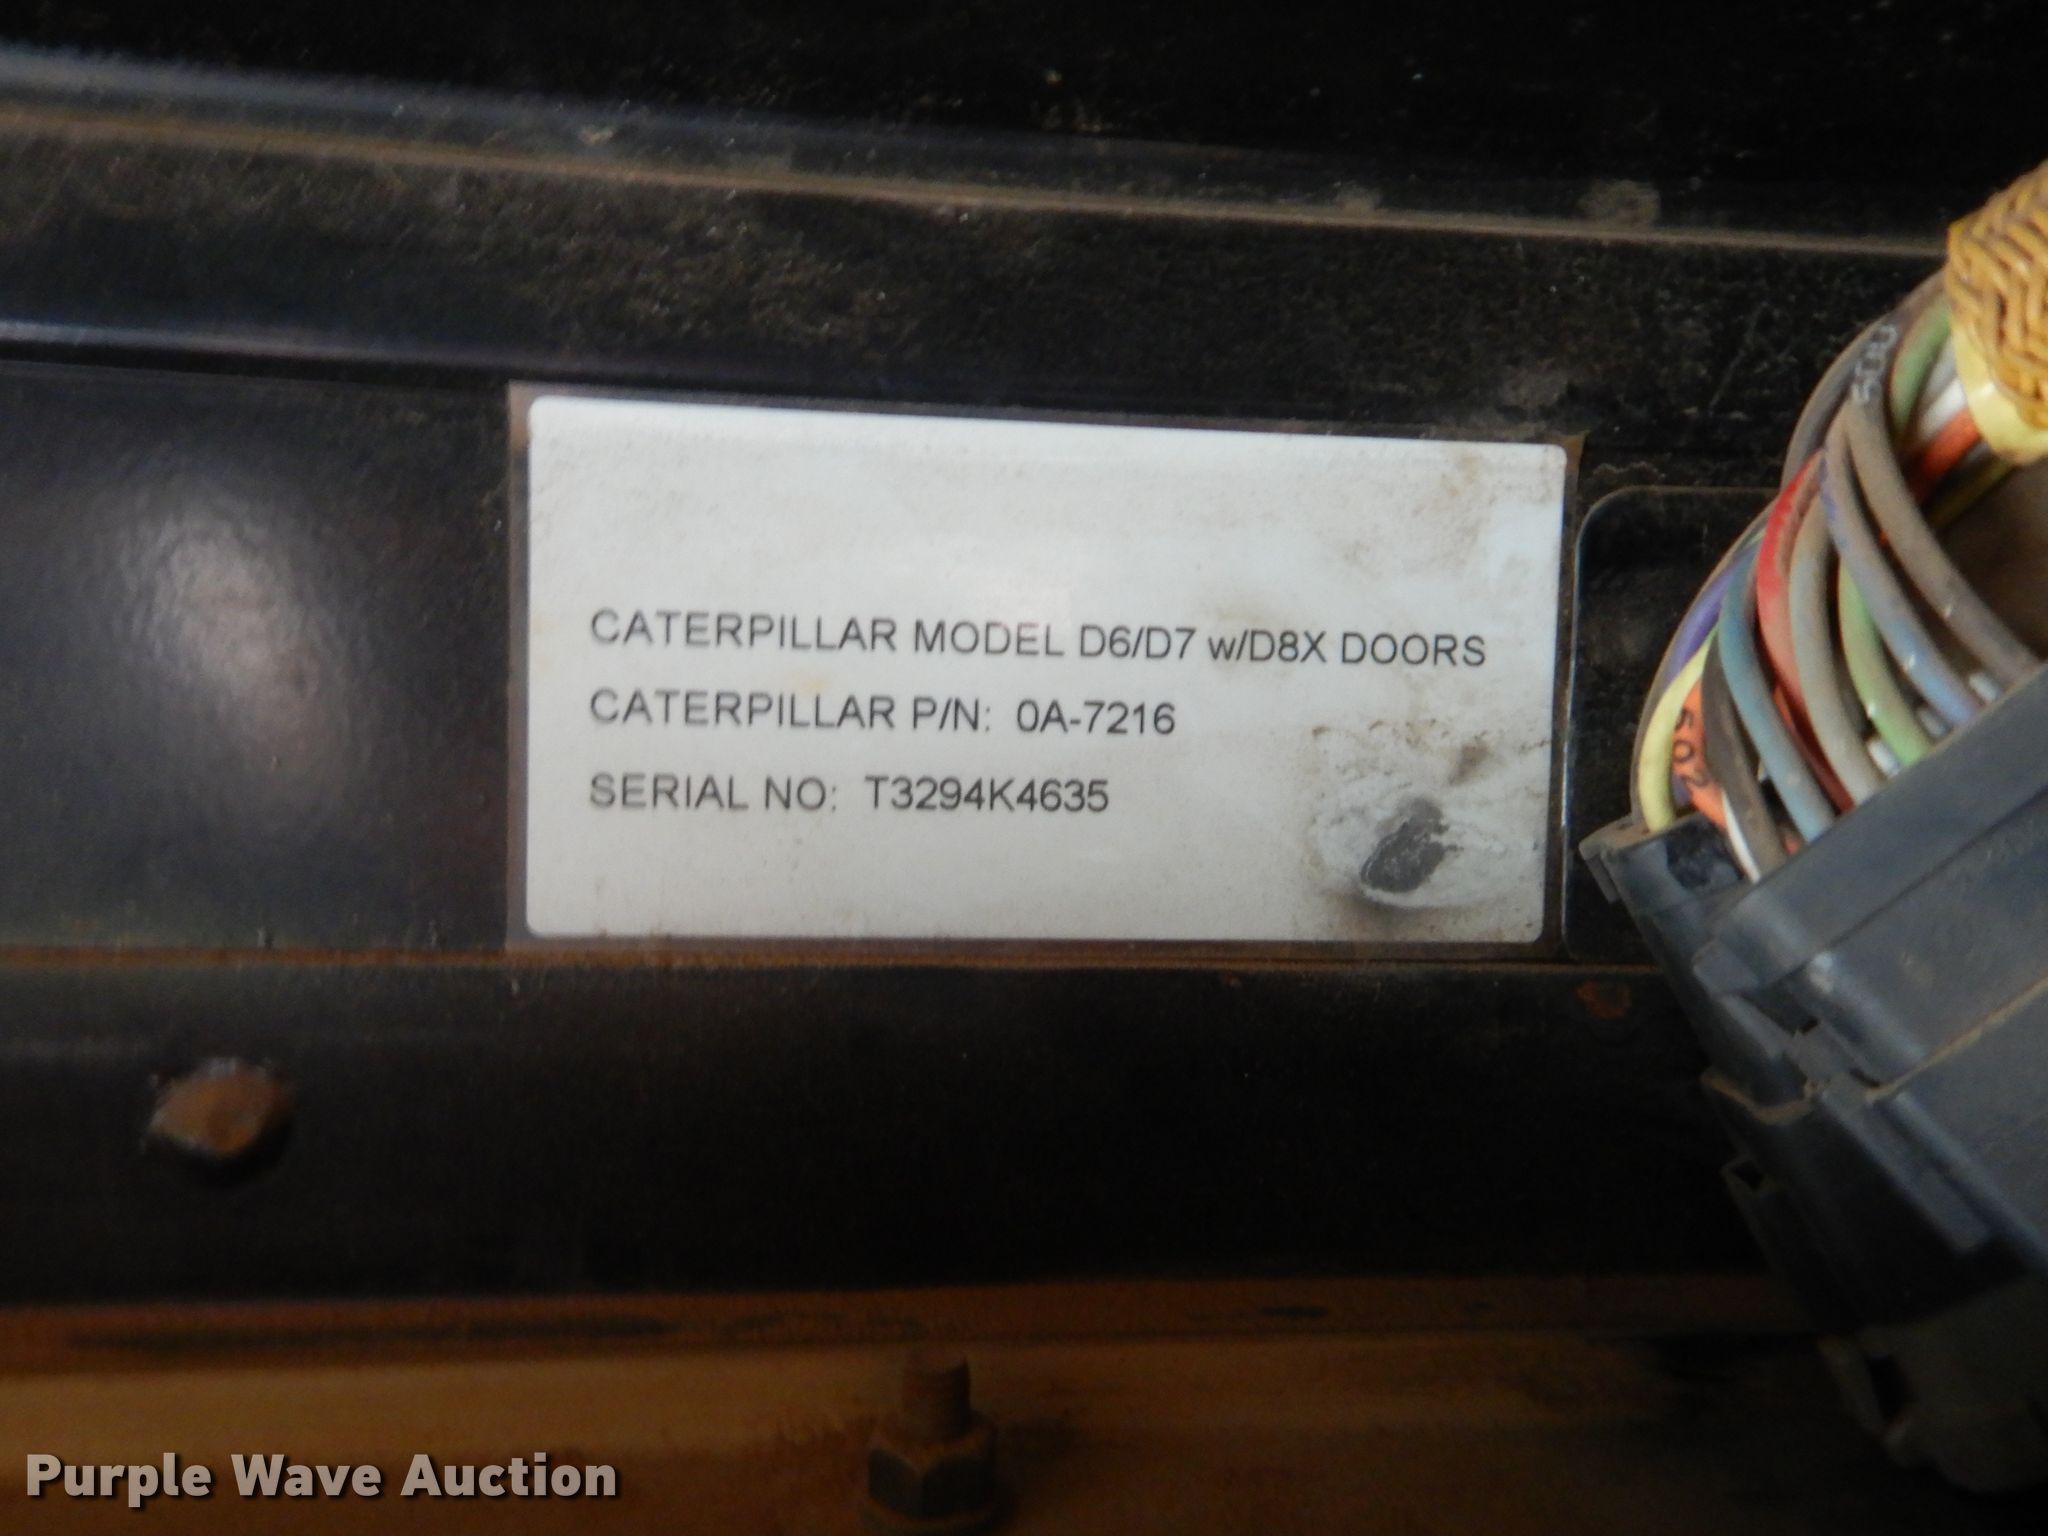 CATERPILLAR MODEL D6/D7 w/D8X DOORS
CATERPILLAR P/N: 0A-7216
SERIAL NO: T3294K4635
Purple Wave Auction